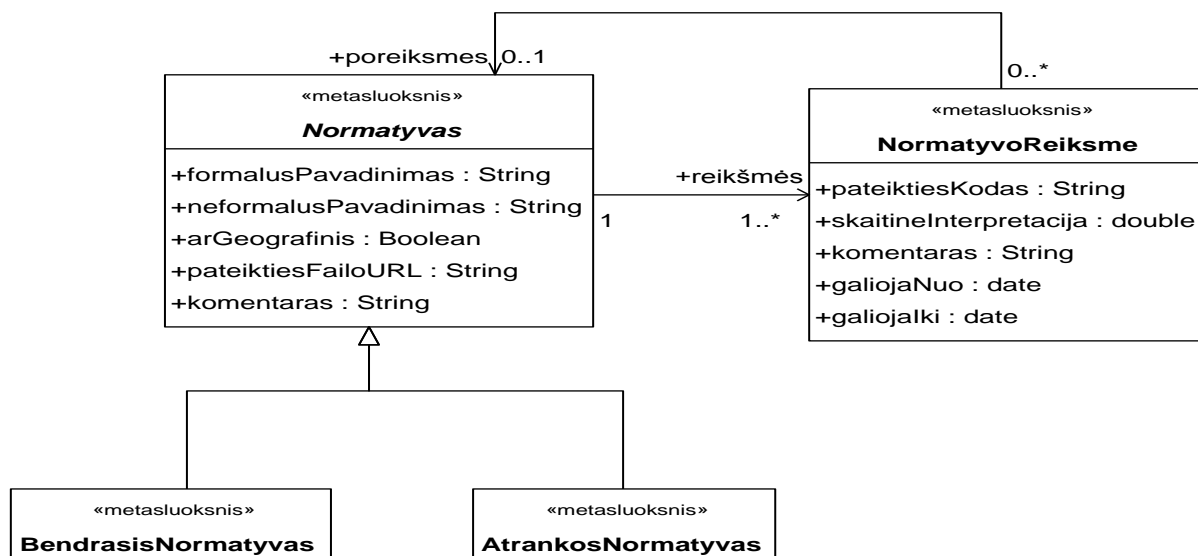 +poreiksmes 0..1
0..*
«metasluoksnis»
Normatyvas
+formalusPavadinimas : String
+neformalusPavadinimas : String
+arGeografinis : Boolean
+pateiktiesFailoURL : String
+komentaras : String
+reikšmės
1
1..*
«metasluoksnis»
NormatyvoReiksme
+pateiktiesKodas : String
+skaitineInterpretacija : double
+komentaras : String
+galiojaNuo : date
+galiojaIki : date
«metasluoksnis»
BendrasisNormatyvas
«metasluoksnis»
AtrankosNormatyvas